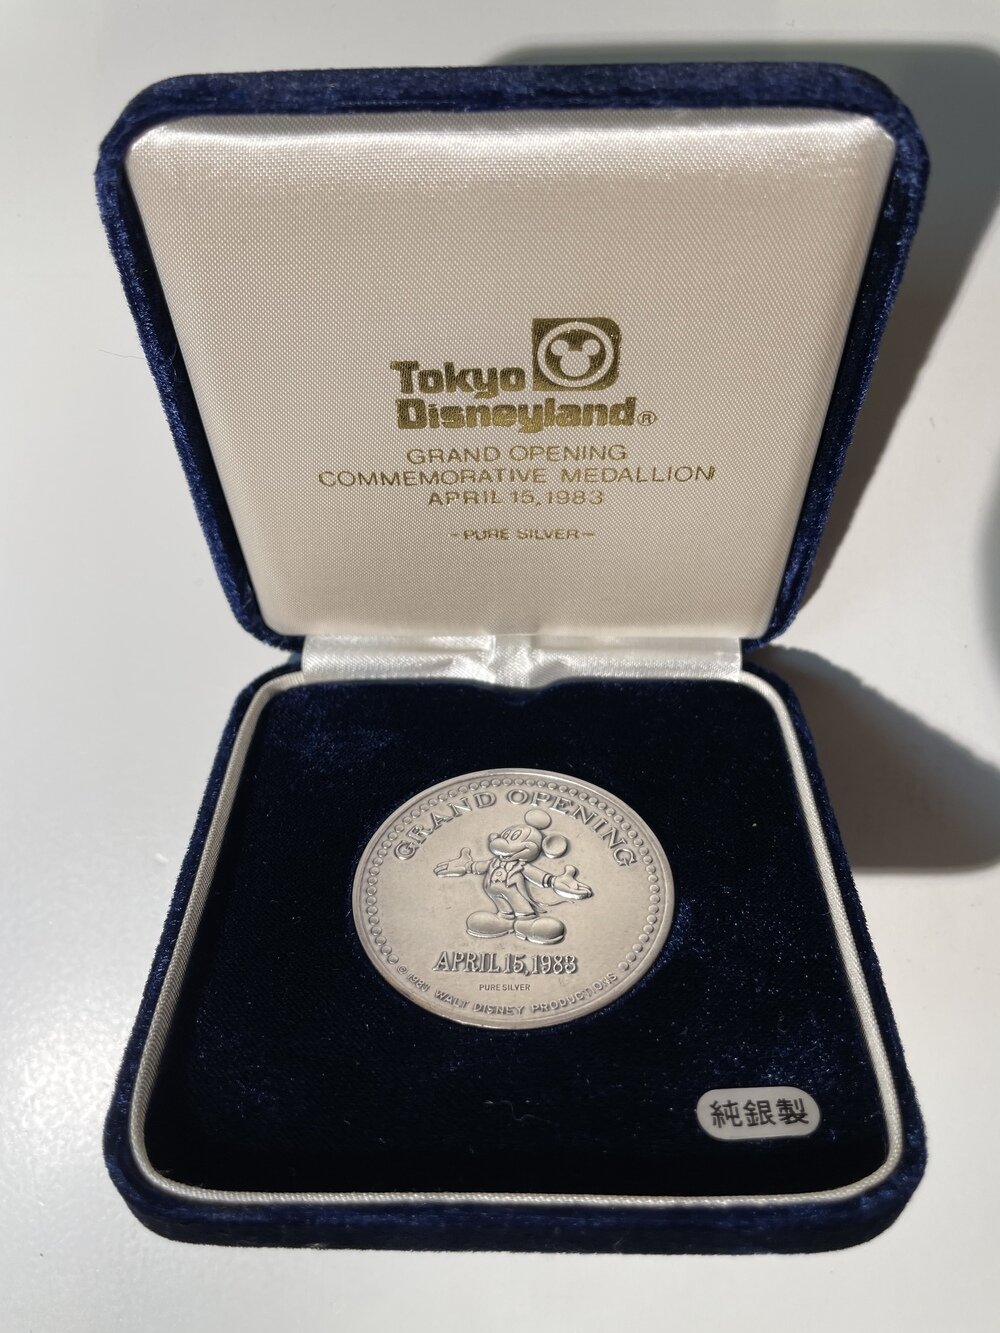 Tokyo
Disneyland®
GRAND OPENING
COMMEMORATIVE MEDALLION
APRIL 15, 1983
-PURE SILVER-
GRAND OPENING
APRIL 15, 1983
PURE SILVER
© 1983 WALT DISNEY PRODUCTIONS
純銀製